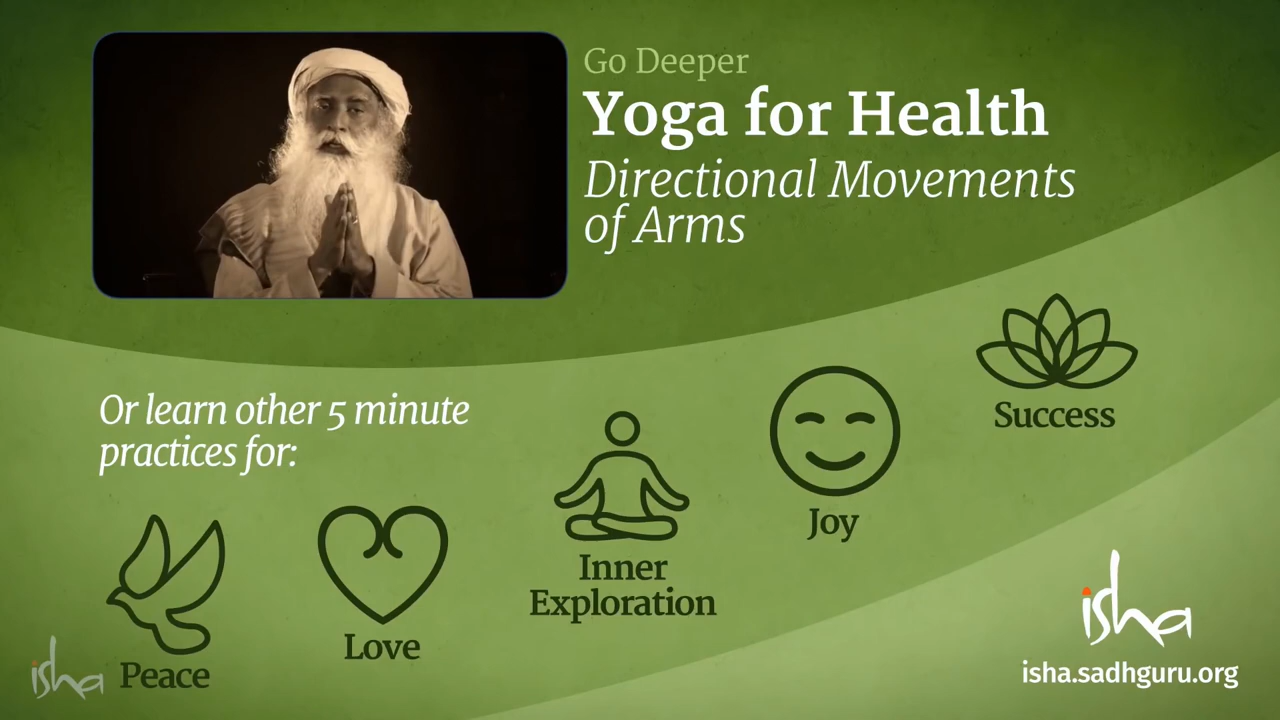 Go Deeper
Yoga for Health
Directional Movements
of Arms
Or learn other 5 minute
practices for:
Success
Joy
Inner
Exploration
Love
Peace
isha
isha
isha.sadhguru.org